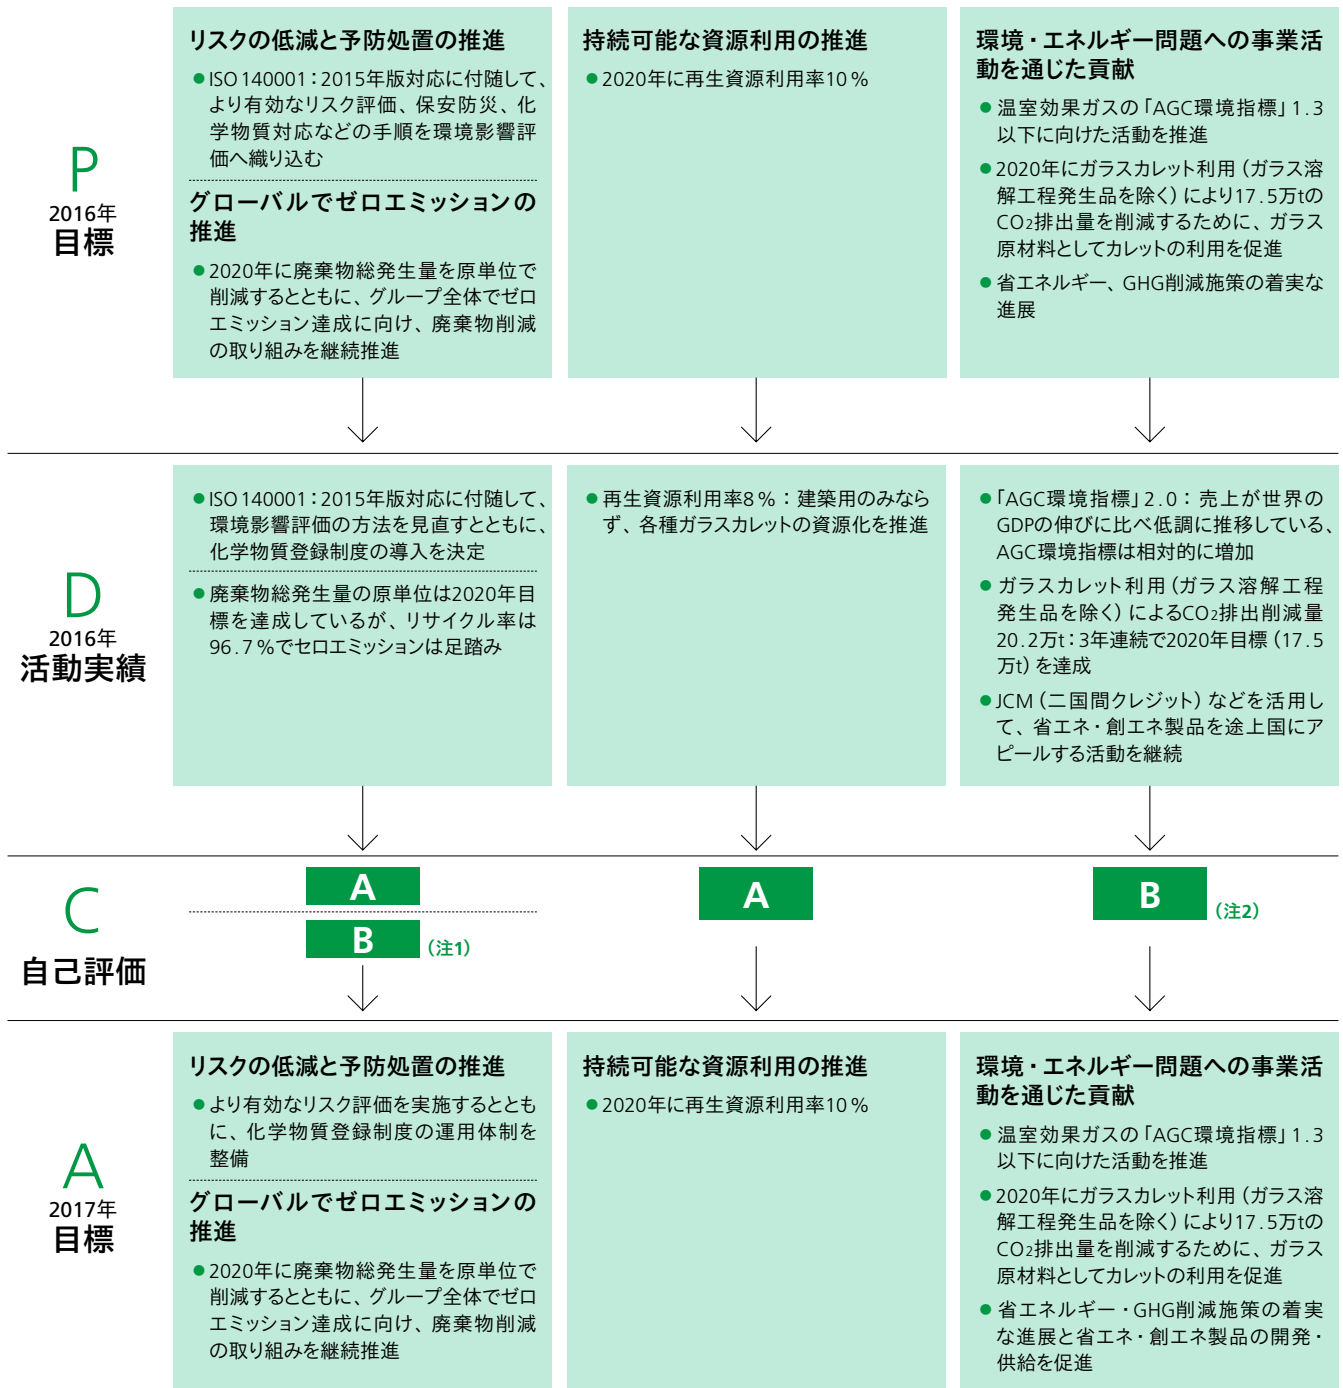 P
2016年
目標
リスクの低減と予防処置の推進
●ISO 140001：2015年版対応に付随して、
より有効なリスク評価、保安防災、化
学物質対応などの手順を環境影響評
価へ織り込む
グローバルでゼロエミッションの
推進
●2020年に廃棄物総発生量を原単位で
削減するとともに、グループ全体でゼロ
エミッション達成に向け、廃棄物削減
の取り組みを継続推進
持続可能な資源利用の推進
●2020年に再生資源利用率10％
環境・エネルギー問題への事業活
動を通じた貢献
●温室効果ガスの「AGC環境指標」1.3
以下に向けた活動を推進
●2020年にガラスカレット利用（ガラス溶
解工程発生品を除く）により17.5万tの
CO2排出量を削減するために、ガラス
原材料としてカレットの利用を促進
●省エネルギー、GHG削減施策の着実な
進展
D
2016年
活動実績
●ISO 140001：2015年版対応に付随して、
環境影響評価の方法を見直すとともに、
化学物質登録制度の導入を決定
●廃棄物総発生量の原単位は2020年目
標を達成しているが、リサイクル率は
96.7％でセロエミッションは足踏み
●再生資源利用率8％：建築用のみなら
ず、各種ガラスカレットの資源化を推進
●「AGC環境指標」2.0：売上が世界の
GDPの伸びに比べ低調に推移している、
AGC環境指標は相対的に増加
●ガラスカレット利用（ガラス溶解工程
発生品を除く）によるCO2排出削減量
20.2万t：3年連続で2020年目標（17.5
万t）を達成
●JCM（二国間クレジット）などを活用し
て、省エネ・創エネ製品を途上国にア
ピールする活動を継続
C
自己評価
A
B （注1）
A
B （注2）
A
2017年
目標
リスクの低減と予防処置の推進
●より有効なリスク評価を実施するととも
に、化学物質登録制度の運用体制を
整備
グローバルでゼロエミッションの
推進
●2020年に廃棄物総発生量を原単位で
削減するとともに、グループ全体でゼロ
エミッション達成に向け、廃棄物削減
の取り組みを継続推進
持続可能な資源利用の推進
●2020年に再生資源利用率10％
環境・エネルギー問題への事業活
動を通じた貢献
●温室効果ガスの「AGC環境指標」1.3
以下に向けた活動を推進
●2020年にガラスカレット利用（ガラス溶
解工程発生品を除く）により17.5万tの
CO2排出量を削減するために、ガラス
原材料としてカレットの利用を促進
●省エネルギー・GHG削減施策の着実
な進展と省エネ・創エネ製品の開発・
供給を促進